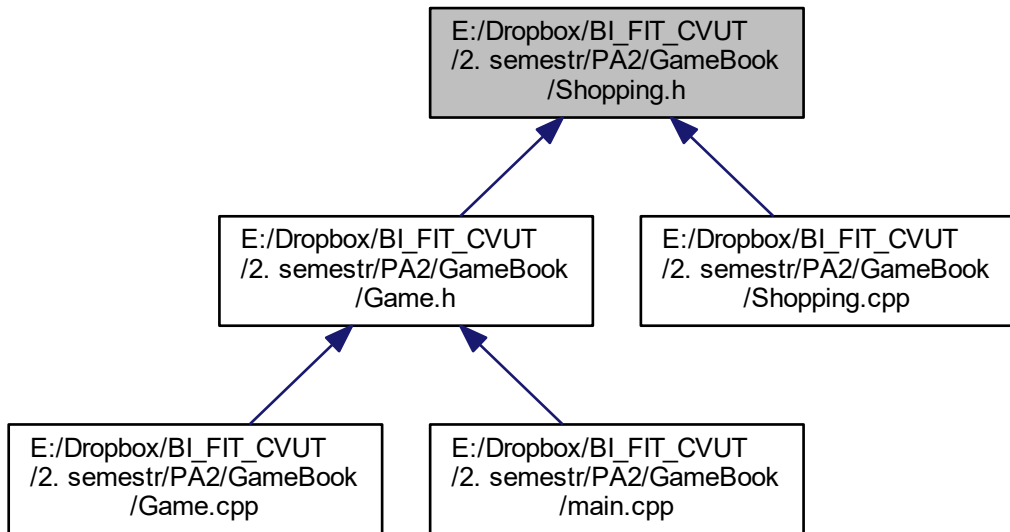 E:/Dropbox/BI_FIT_CVUT
/2. semestr/PA2/GameBook
/Shopping.h
E:/Dropbox/BI_FIT_CVUT
/2. semestr/PA2/GameBook
/Game.h
E:/Dropbox/BI_FIT_CVUT
/2. semestr/PA2/GameBook
/Shopping.cpp
E:/Dropbox/BI_FIT_CVUT
/2. semestr/PA2/GameBook
/Game.cpp
E:/Dropbox/BI_FIT_CVUT
/2. semestr/PA2/GameBook
/main.cpp